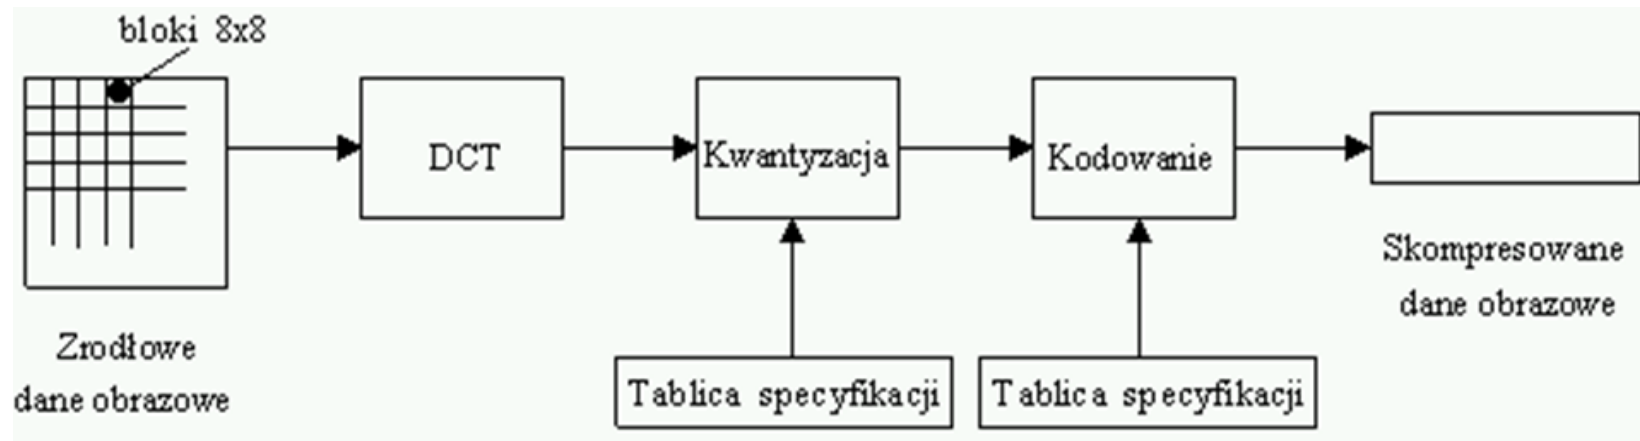 bloki 8x8
DCT
Kwantyzacja
Kodowanie
Skompresowane
dane obrazowe
Zrodłowe
dane obrazowe
Tablica specyfikacji
Tablica specyfikacji